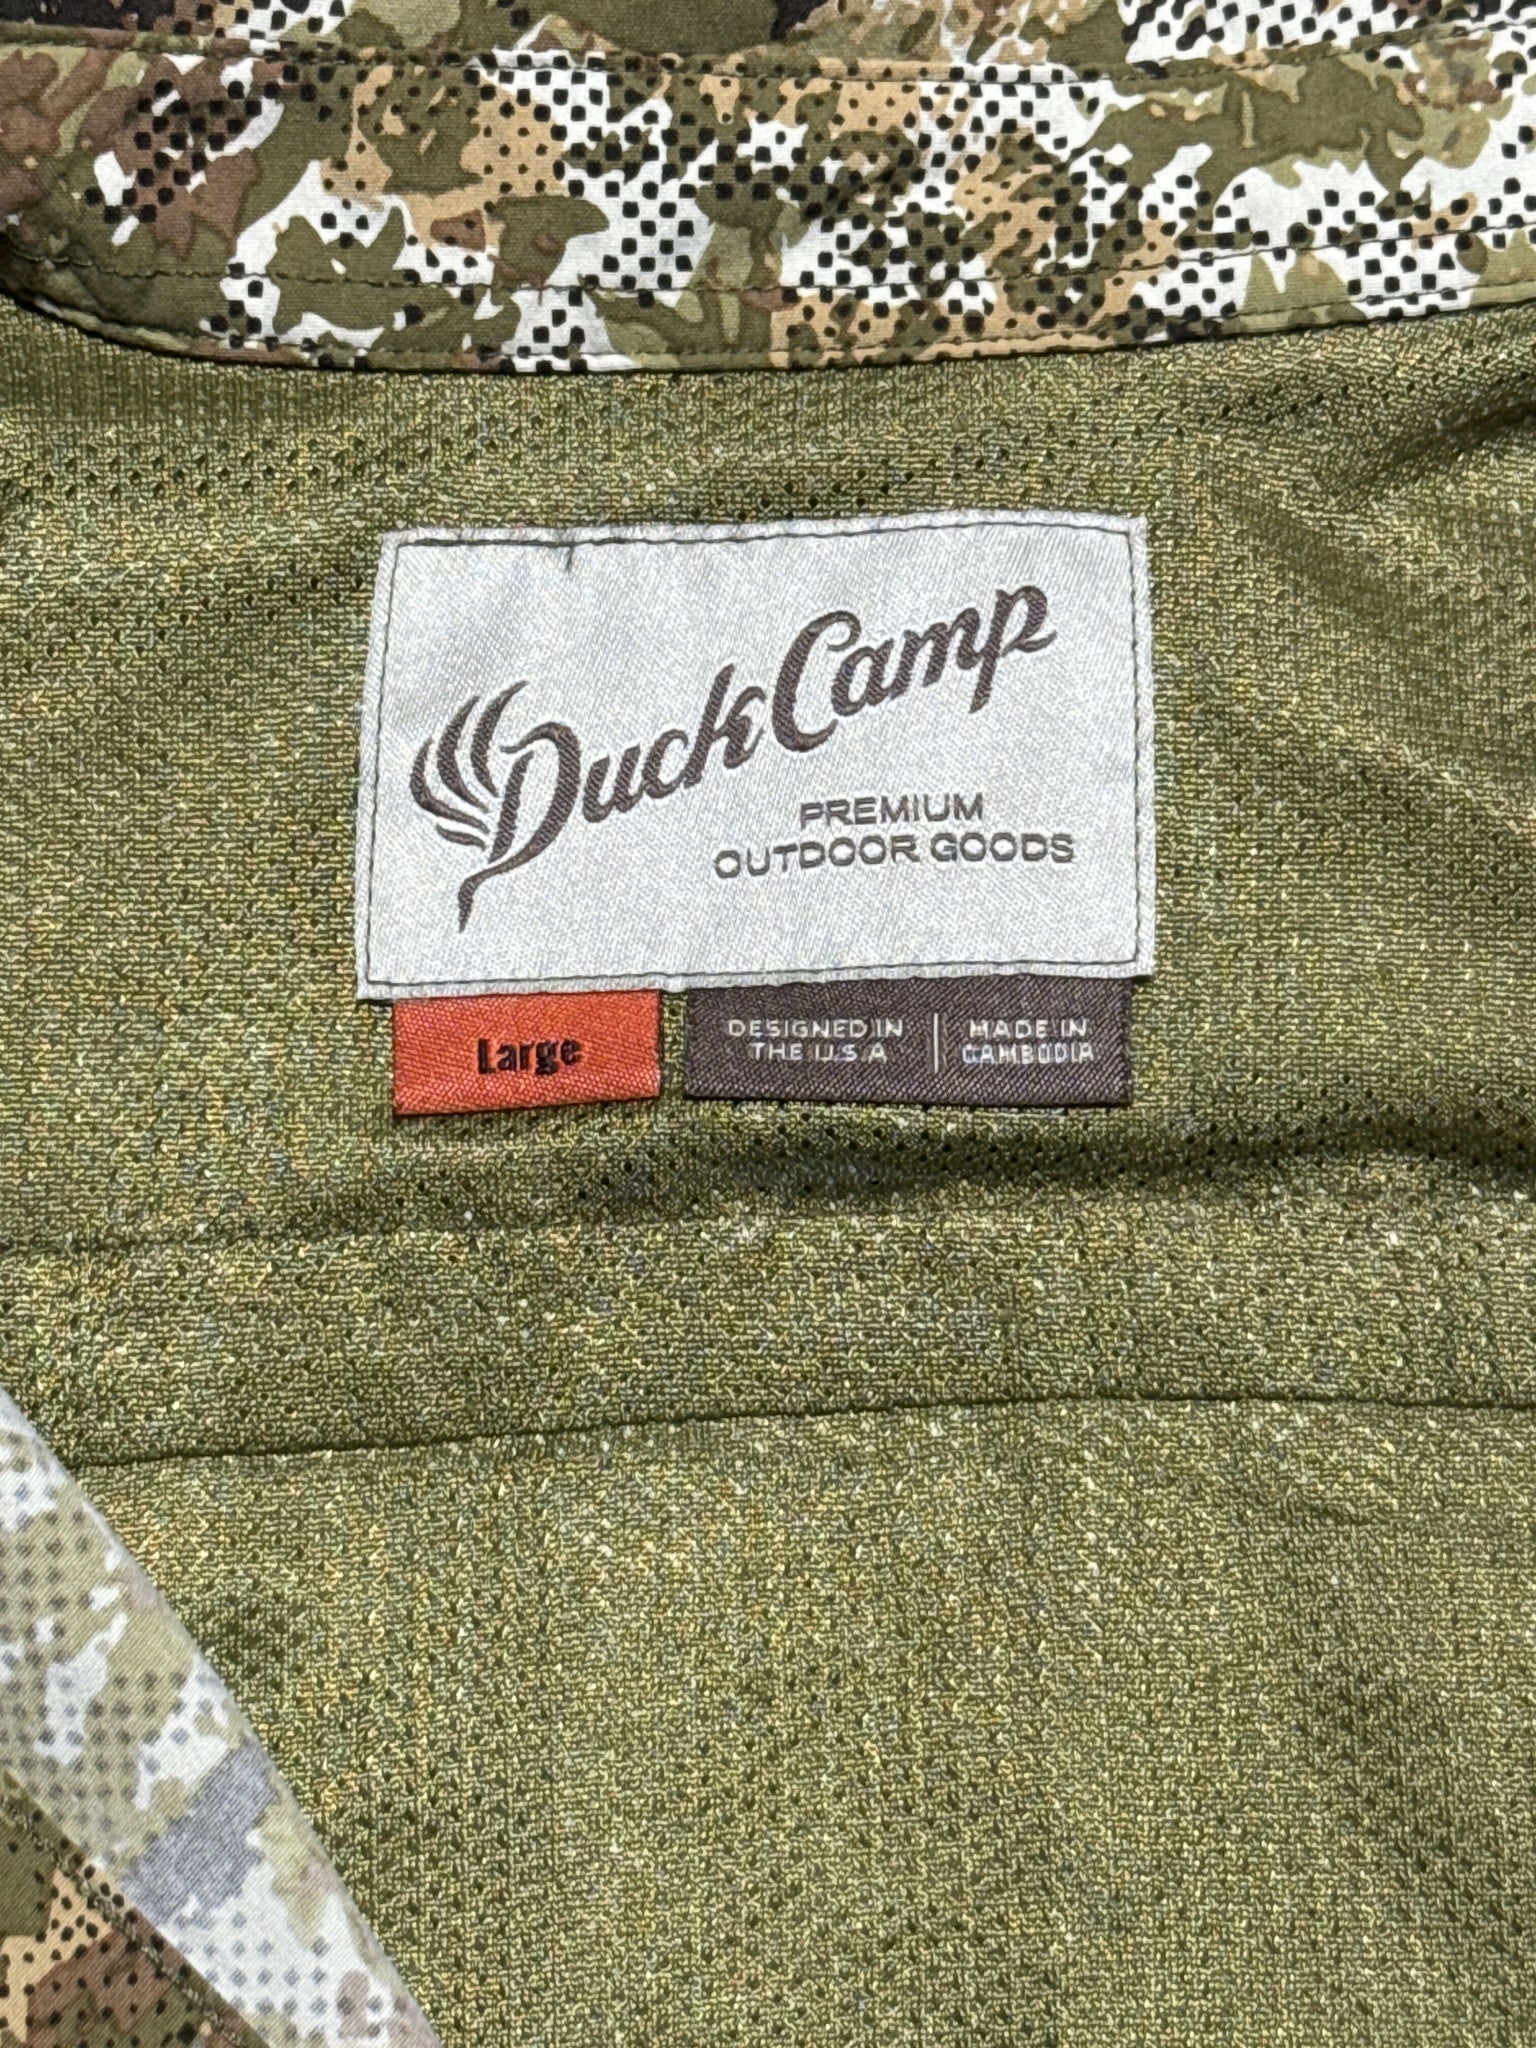 Duck Camp
PREMIUM
OUTDOOR GOODS
Large
DESIGNED IN
THE U.S.A
MADE IN
CAMBODIA